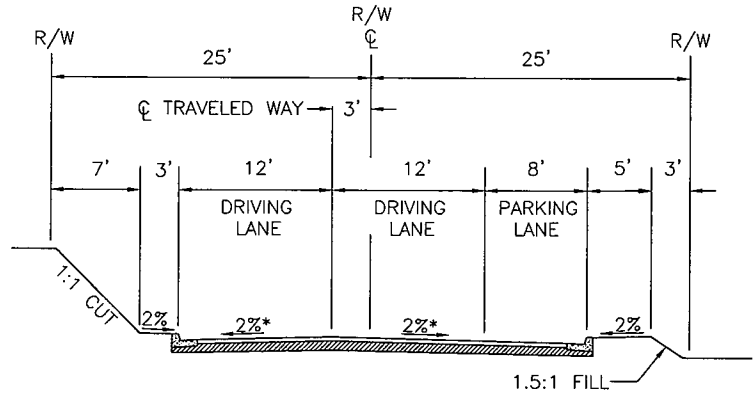 R/W
R/W
℄
R/W
25'
25'
℄ TRAVELED WAY
3'
7'
3'
12'
12'
8'
5'
3'
DRIVING
LANE
DRIVING
LANE
PARKING
LANE
1:1 CUT
2%
2%*
2%*
2%
1.5:1 FILL